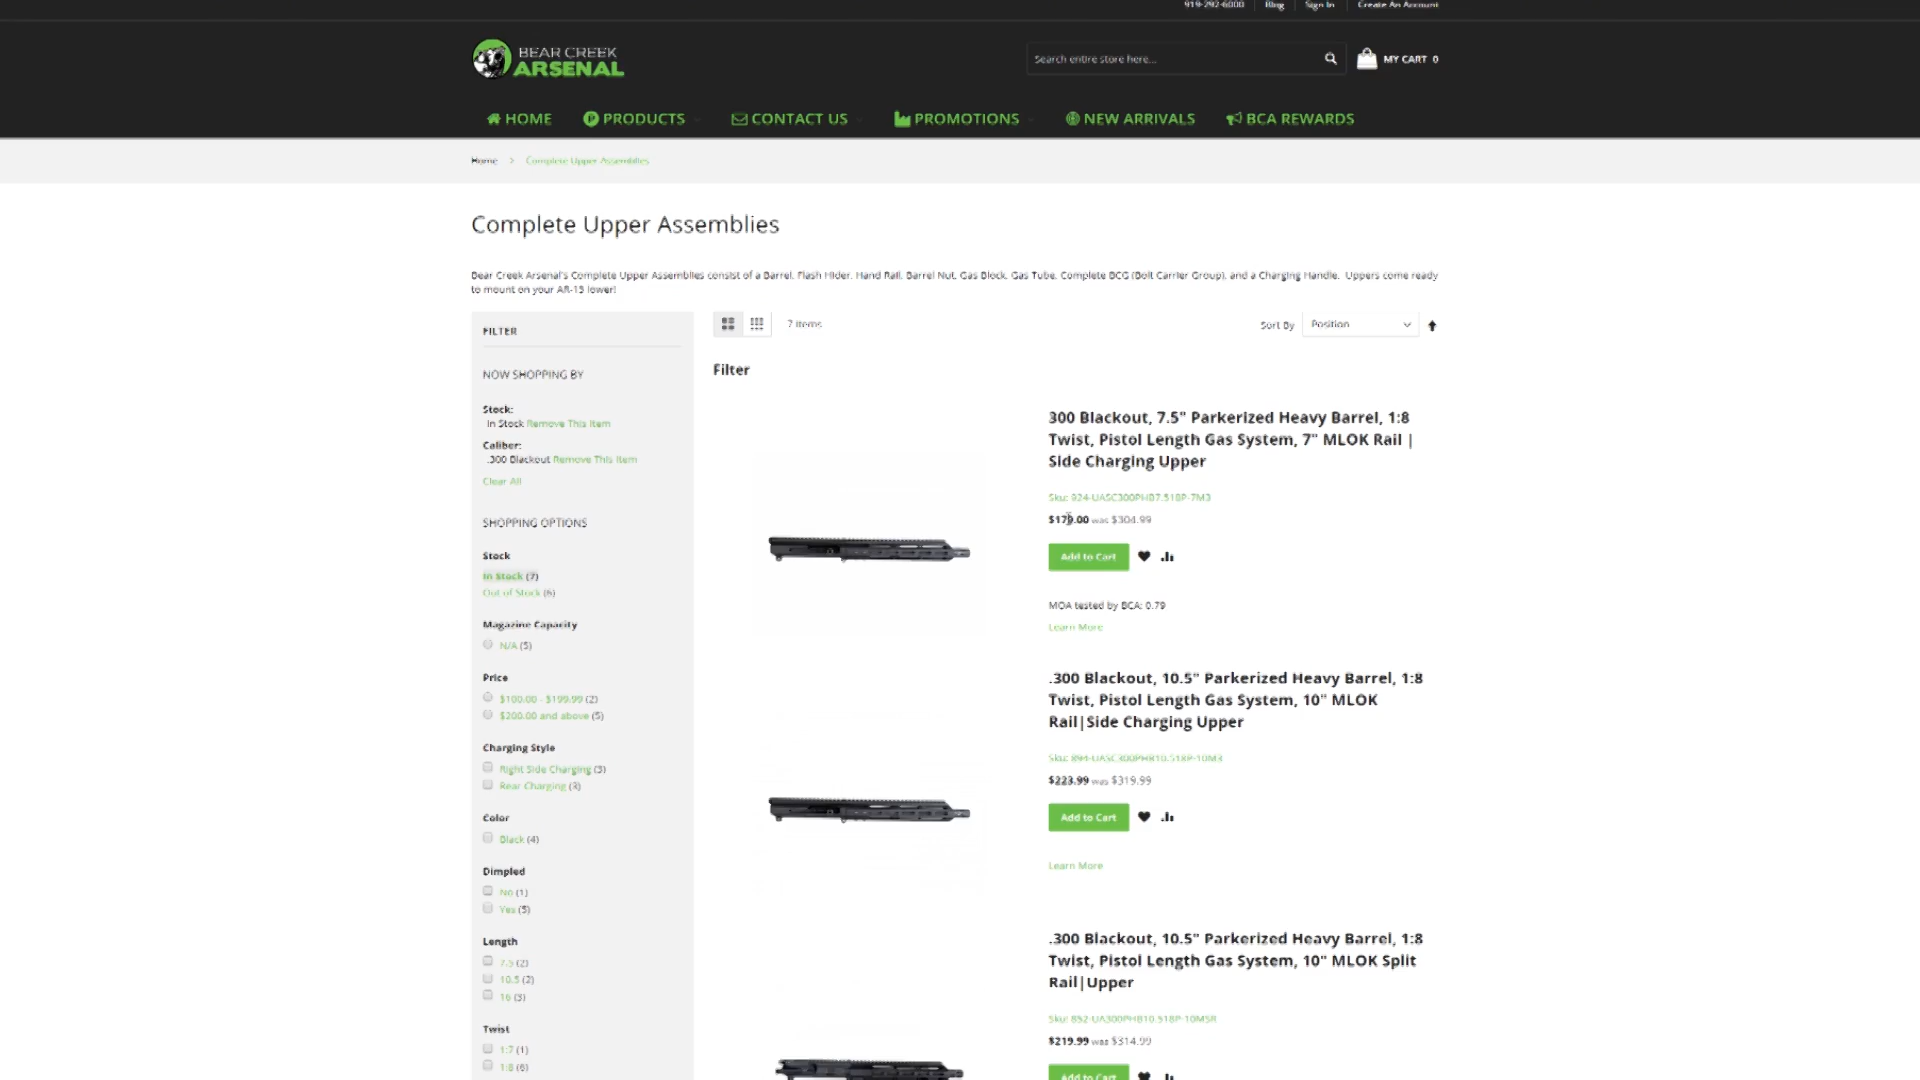 919-292-6000 Blog Sign In Create An Account
BEAR CREEK
ARSENAL
Search entire store here...
MY CART 0
HOME PRODUCTS CONTACT US PROMOTIONS NEW ARRIVALS BCA REWARDS
Home > Complete Upper Assemblies
Complete Upper Assemblies
Bear Creek Arsenal's Complete Upper Assemblies consist of a Barrel, Flash Hider, Hand Rail, Barrel Nut, Gas Block, Gas Tube, Complete BCG (Bolt Carrier Group), and a Charging Handle. Uppers come ready
to mount on your AR-15 lower!
FILTER
NOW SHOPPING BY
Stock:
In Stock Remove This Item
Caliber:
.300 Blackout Remove This Item
Clear All
SHOPPING OPTIONS
Stock
In Stock (7)
Out of Stock (6)
Magazine Capacity
N/A (5)
Price
$100.00 - $199.99 (2)
$200.00 and above (5)
Charging Style
Right Side Charging (3)
Rear Charging (3)
Color
Black (4)
Dimpled
No (1)
Yes (5)
Length
7.5 (2)
10.5 (2)
16 (3)
Twist
1:7 (1)
1:8 (6)
7 items
Sort By Position
Filter
300 Blackout, 7.5" Parkerized Heavy Barrel, 1:8
Twist, Pistol Length Gas System, 7" MLOK Rail |
Side Charging Upper
Sku: 924-UASC300PHB7.518P-7M3
$179.00 was $304.99
Add to Cart
MOA tested by BCA: 0.79
Learn More
.300 Blackout, 10.5" Parkerized Heavy Barrel, 1:8
Twist, Pistol Length Gas System, 10" MLOK
Rail|Side Charging Upper
Sku: 894-UASC300PHB10.518P-10M3
$223.99 was $319.99
Add to Cart
Learn More
.300 Blackout, 10.5" Parkerized Heavy Barrel, 1:8
Twist, Pistol Length Gas System, 10" MLOK Split
Rail|Upper
Sku: 852-UA300PHB10.518P-10MSR
$219.99 was $314.99
Add to Cart